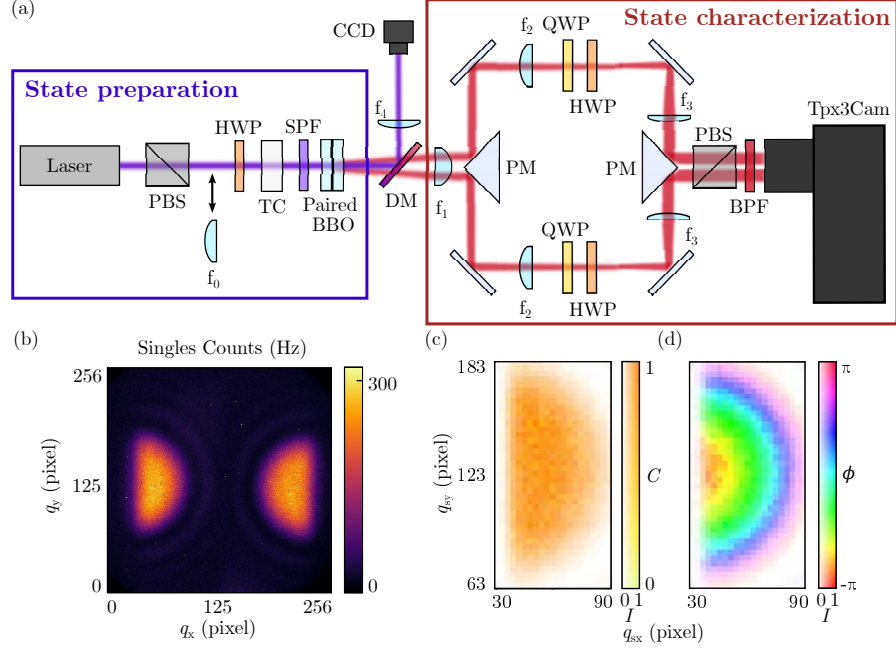 (a)
State preparation
State characterization
CCD
f₄
Laser
PBS
f₀
HWP
TC
SPF
Paired
BBO
DM
f₁
PM
f₂
QWP
HWP
f₃
QWP
HWP
f₂
f₃
PM
PBS
BPF
Tpx3Cam
(b)
Singles Counts (Hz)
256
125
0
qy (pixel)
0
125
256
qx (pixel)
300
0
(c)
183
123
63
qsy (pixel)
30
90
1
C
0
0 1
I
(d)
30
90
qsx (pixel)
π
ϕ
-π
0 1
I